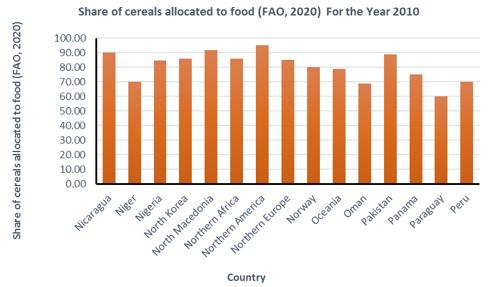 Share of cereals allocated to food (FAO, 2020)  For the Year 2010
Share of cereals allocated to food (FAO, 2020)
100.00
90.00
80.00
70.00
60.00
50.00
40.00
30.00
20.00
10.00
0.00
Nicaragua
Niger
Nigeria
North Korea
North Macedonia
Northern Africa
Northern America
Northern Europe
Norway
Oceania
Oman
Pakistan
Panama
Paraguay
Peru
Country